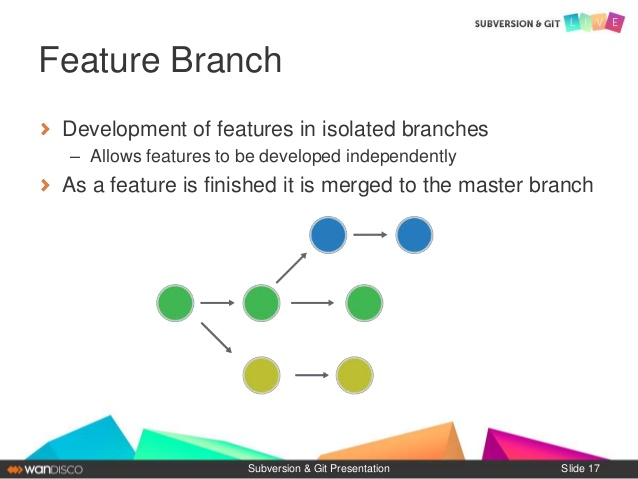 SUBVERSION & GIT LIVE
Feature Branch
Development of features in isolated branches
– Allows features to be developed independently
As a feature is finished it is merged to the master branch
WANDISCO
Subversion & Git Presentation
Slide 17